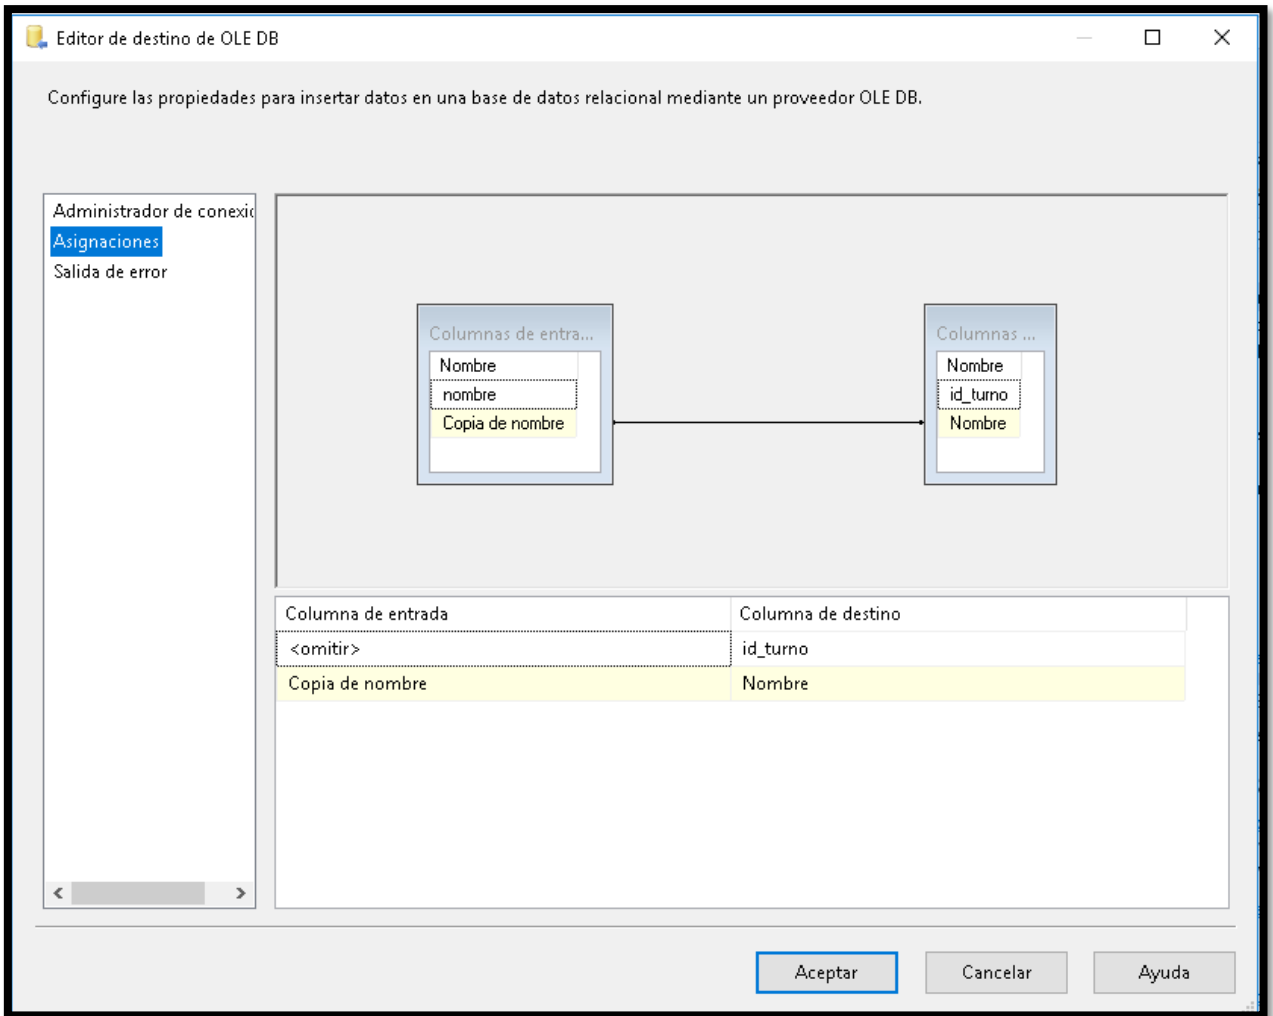 Editor de destino de OLE DB
Configure las propiedades para insertar datos en una base de datos relacional mediante un proveedor OLE DB.
Administrador de conexic
Asignaciones
Salida de error
Columnas de entra...
Nombre
nombre
Copia de nombre
Columnas ...
Nombre
id_turno
Nombre
Columna de entrada Columna de destino
<omitir> id_turno
Copia de nombre Nombre
Aceptar Cancelar Ayuda